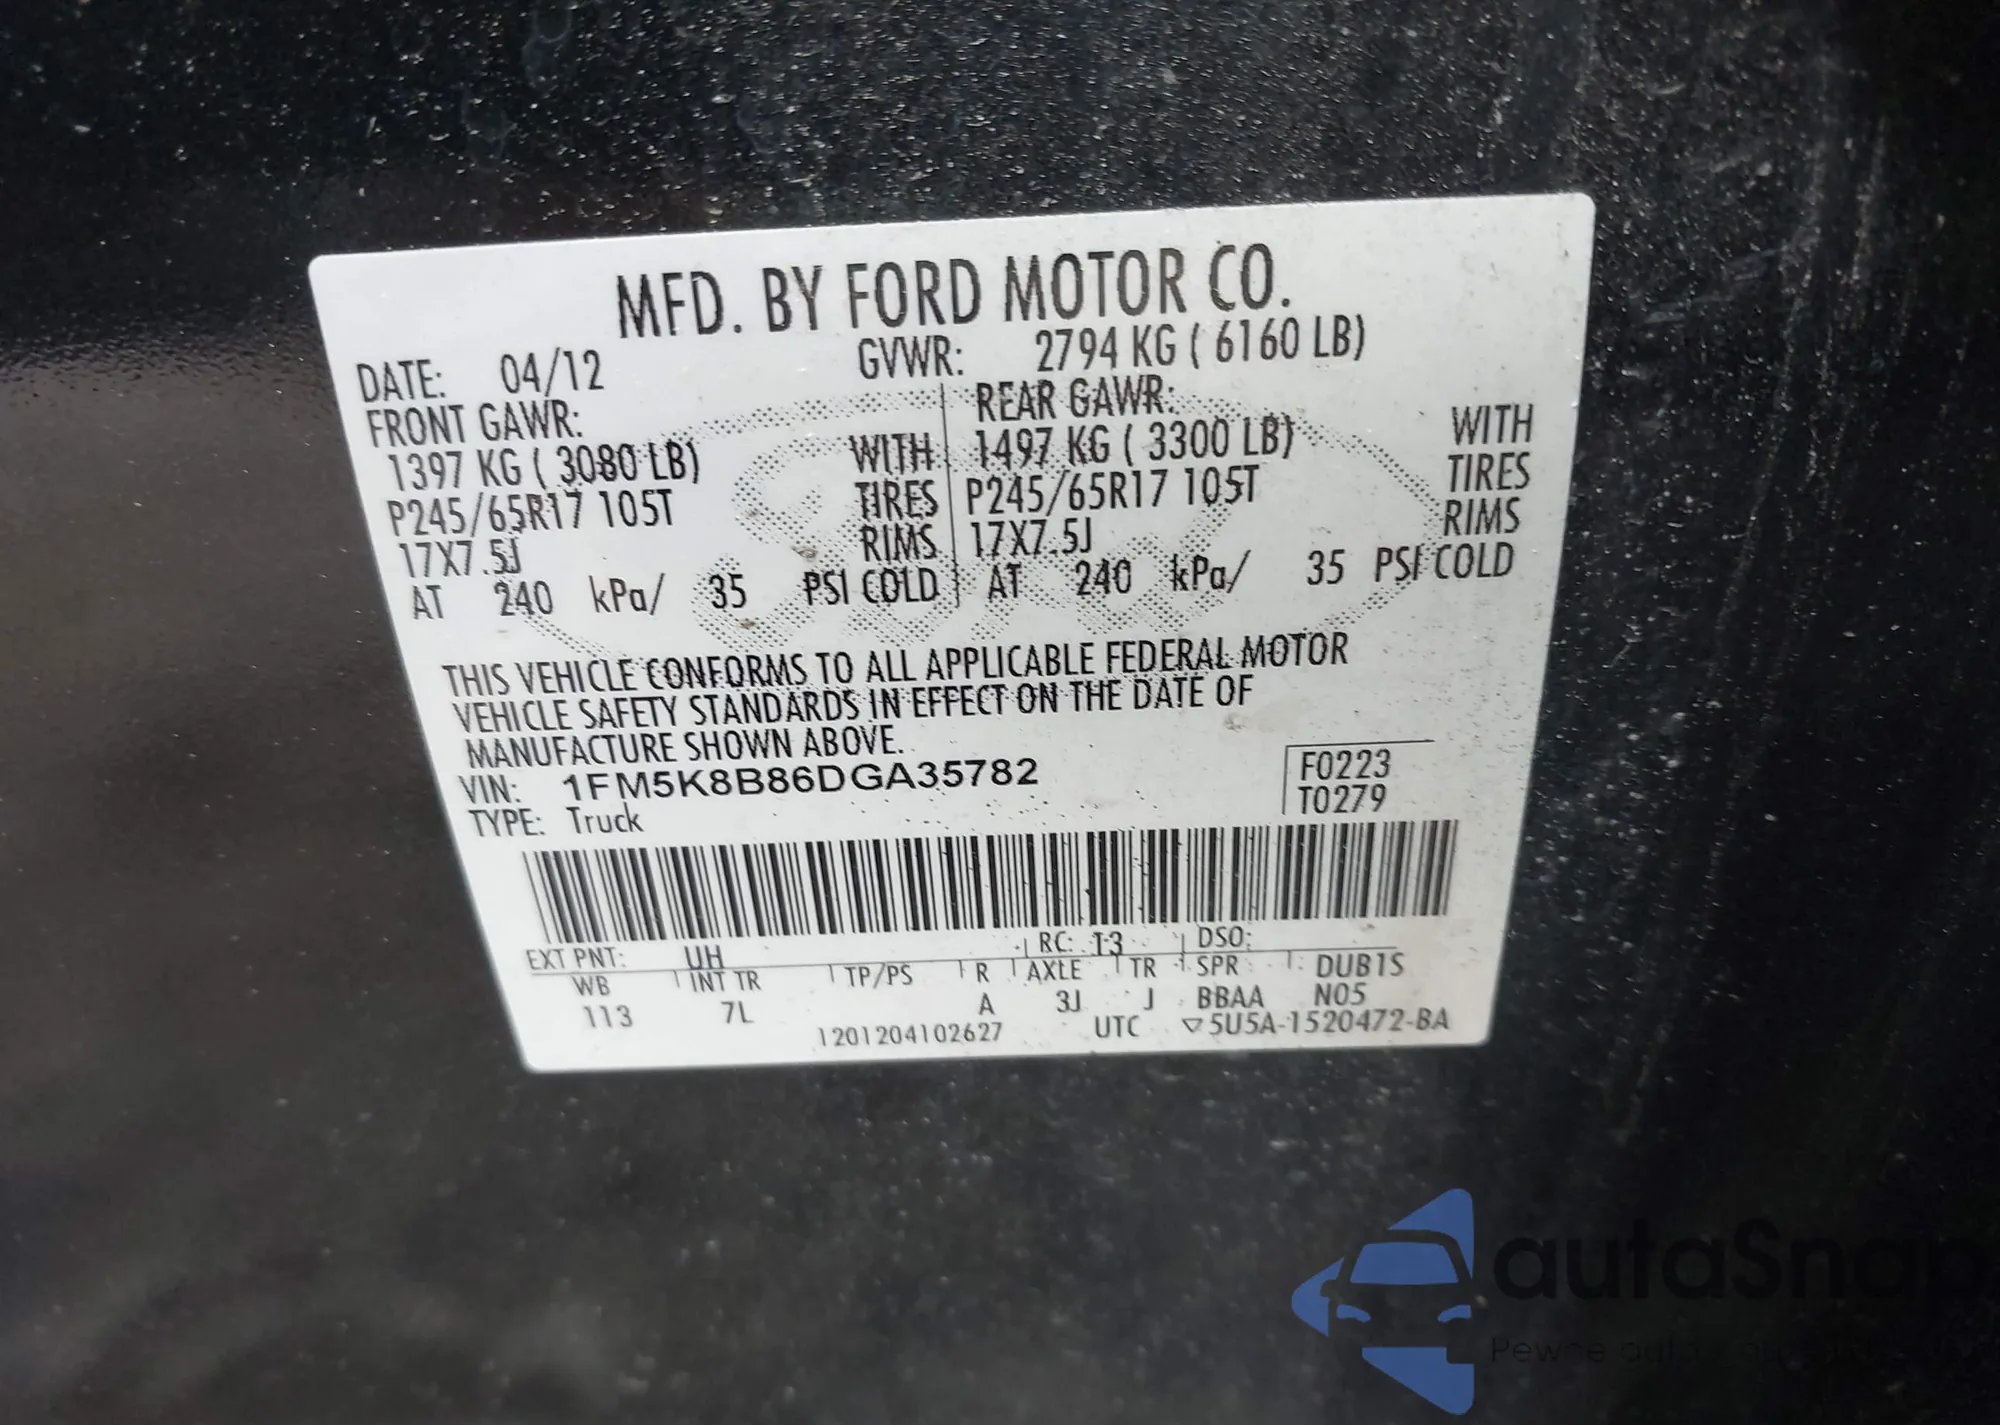 MFD. BY FORD MOTOR CO.
DATE: 04/12 GVWR: 2794 KG ( 6160 LB)
FRONT GAWR: REAR GAWR:
1397 KG ( 3080 LB) WITH 1497 KG ( 3300 LB) WITH
P245/65R17 105T TIRES P245/65R17 105T TIRES
17X7.5J RIMS 17X7.5J RIMS
AT 240 kPa/ 35 PSI COLD AT 240 kPa/ 35 PSI COLD
THIS VEHICLE CONFORMS TO ALL APPLICABLE FEDERAL MOTOR
VEHICLE SAFETY STANDARDS IN EFFECT ON THE DATE OF
MANUFACTURE SHOWN ABOVE.
VIN: 1FM5K8B86DGA35782 F0223
TYPE: Truck T0279
EXT PNT: UH RC: 13 DSO:
WB INT TR TP/PS R AXLE TR SPR DUB1S
113 7L A 3J J BBAA N05
1201204102627 UTC ▽5U5A-1520472-BA
autaSnap